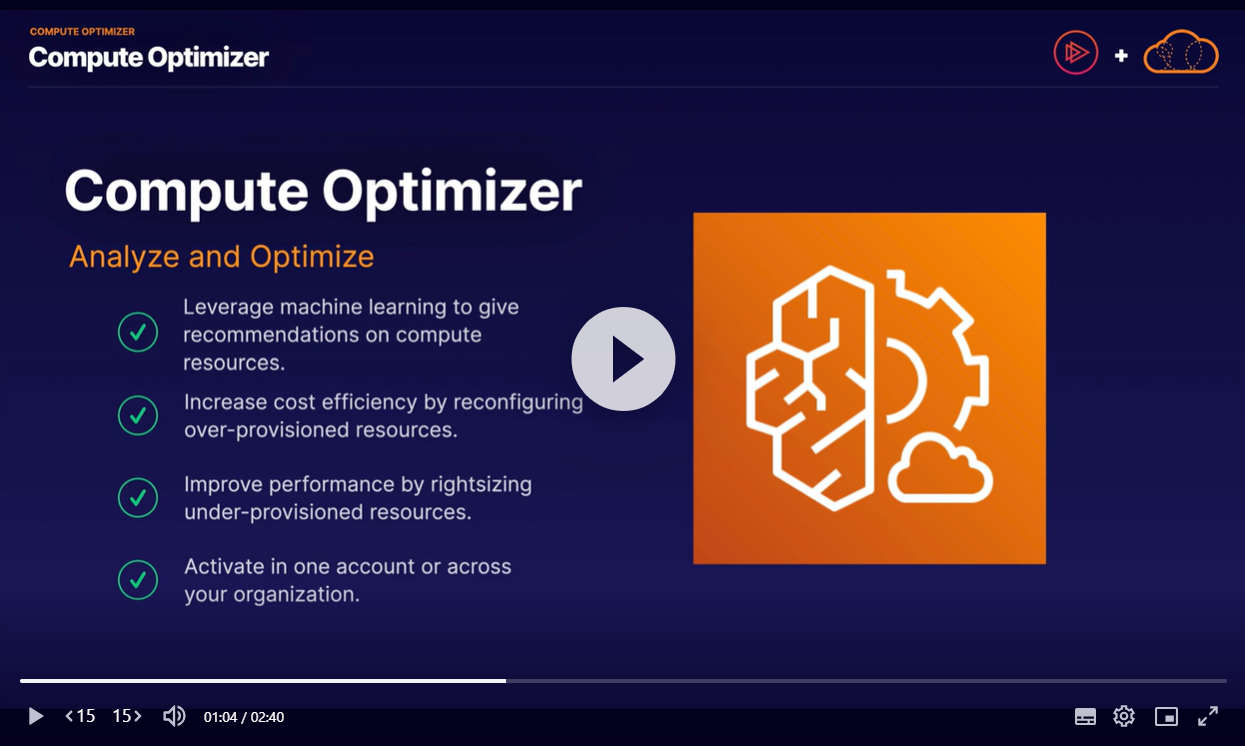 COMPUTE OPTIMIZER
Compute Optimizer
+
Compute Optimizer
Analyze and Optimize
Leverage machine learning to give
recommendations on compute
resources.
Increase cost efficiency by reconfiguring
over-provisioned resources.
Improve performance by rightsizing
under-provisioned resources.
Activate in one account or across
your organization.
<15 15> 01:04 / 02:40